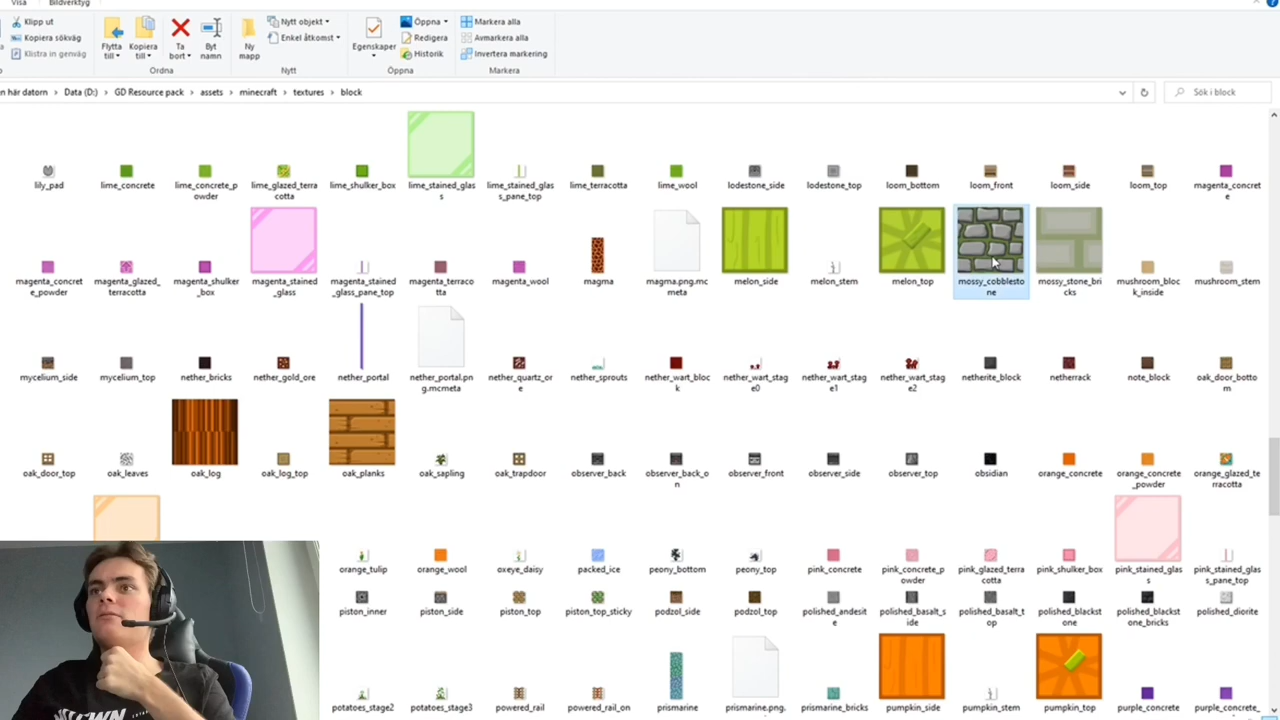 Visa Bildverktyg
Klipp ut
Kopiera sökväg
Klistra in genväg
Flytta till
Kopiera till
Ta bort
Byt namn
Ny mapp
Nytt objekt
Enkel åtkomst
Egenskaper
Öppna
Redigera
Historik
Markera alla
Avmarkera alla
Invertera markering
Ordna Nytt Öppna Markera
en här datorn > Data (D:) > GD Resource pack > assets > minecraft > textures > block
Sök i block
lily_pad
lime_concrete
lime_concrete_powder
lime_glazed_terracotta
lime_shulker_box
lime_stained_glass
lime_stained_glass_pane_top
lime_terracotta
lime_wool
lodestone_side
lodestone_top
loom_bottom
loom_front
loom_side
loom_top
magenta_concrete
magenta_concrete_powder
magenta_glazed_terracotta
magenta_shulker_box
magenta_stained_glass
magenta_stained_glass_pane_top
magenta_terracotta
magenta_wool
magma
magma.png.mcmeta
melon_side
melon_stem
melon_top
mossy_cobblestone
mossy_stone_bricks
mushroom_block_inside
mushroom_stem
mycelium_side
mycelium_top
nether_bricks
nether_gold_ore
nether_portal
nether_portal.png.mcmeta
nether_quartz_ore
nether_sprouts
nether_wart_block
nether_wart_stage0
nether_wart_stage1
nether_wart_stage2
netherite_block
netherrack
note_block
oak_door_bottom
oak_door_top
oak_leaves
oak_log
oak_log_top
oak_planks
oak_sapling
oak_trapdoor
observer_back
observer_back_on
observer_front
observer_side
observer_top
obsidian
orange_concrete
orange_concrete_powder
orange_glazed_terracotta
orange_tulip
orange_wool
oxeye_daisy
packed_ice
peony_bottom
peony_top
pink_concrete
pink_concrete_powder
pink_glazed_terracotta
pink_shulker_box
pink_stained_glass
pink_stained_glass_pane_top
piston_inner
piston_side
piston_top
piston_top_sticky
podzol_side
podzol_top
polished_andesite
polished_basalt_side
polished_basalt_top
polished_blackstone
polished_blackstone_bricks
polished_diorite
potatoes_stage2
potatoes_stage3
powered_rail
powered_rail_on
prismarine
prismarine.png.
prismarine_bricks
pumpkin_side
pumpkin_stem
pumpkin_top
purple_concrete
purple_concrete_